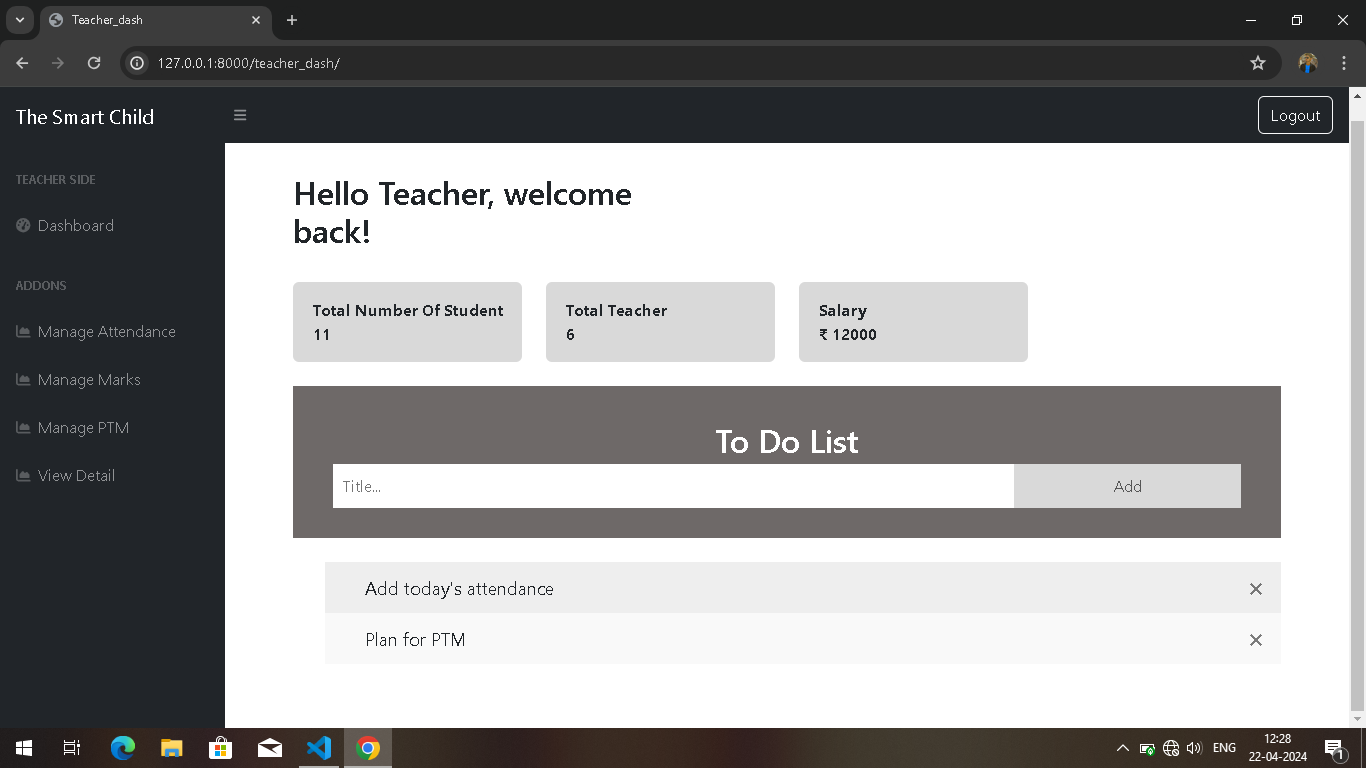 Teacher_dash
127.0.0.1:8000/teacher_dash/
The Smart Child
Logout
TEACHER SIDE
Dashboard
ADDONS
Manage Attendance
Manage Marks
Manage PTM
View Detail
Hello Teacher, welcome
back!
Total Number Of Student
11
Total Teacher
6
Salary
₹ 12000
To Do List
Title...
Add
Add today's attendance
Plan for PTM
ENG
12:28
22-04-2024
1